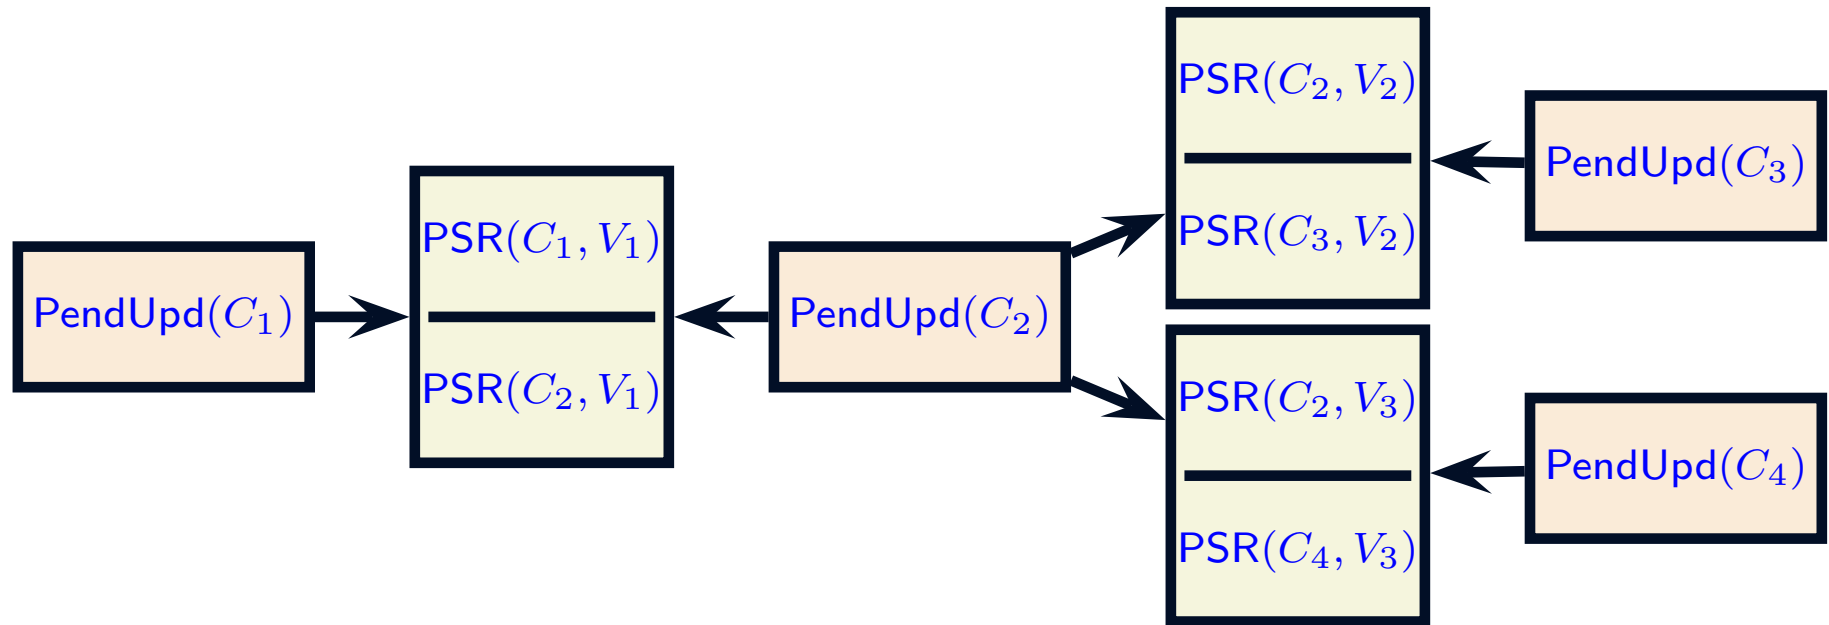 PendUpd(C₁)
PSR(C₁, V₁)
PSR(C₂, V₁)
PendUpd(C₂)
PSR(C₂, V₂)
PSR(C₃, V₂)
PendUpd(C₃)
PSR(C₂, V₃)
PSR(C₄, V₃)
PendUpd(C₄)